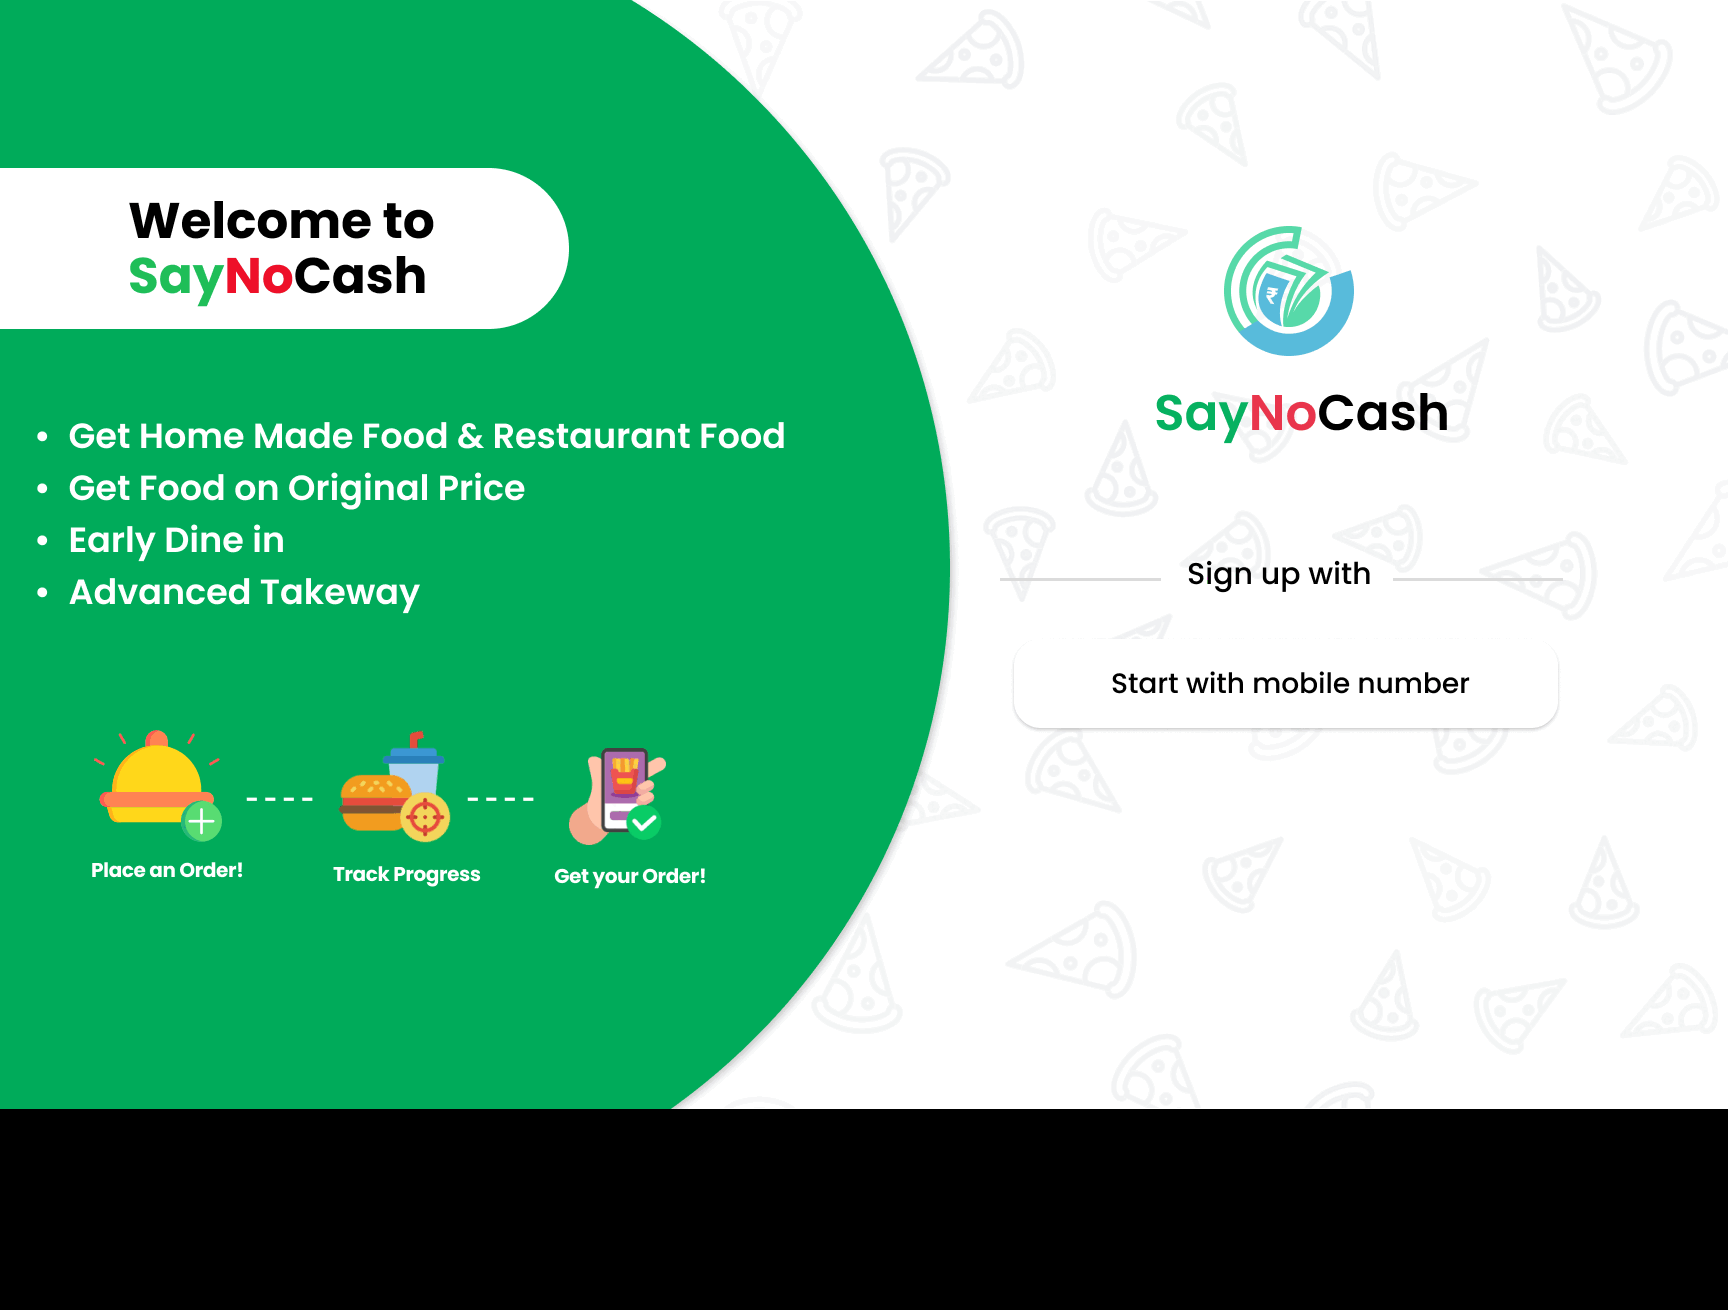 Welcome to
SayNoCash
• Get Home Made Food & Restaurant Food
• Get Food on Original Price
• Early Dine in
• Advanced Takeway
Place an Order!
Track Progress
Get your Order!
₹
SayNoCash
Sign up with
Start with mobile number